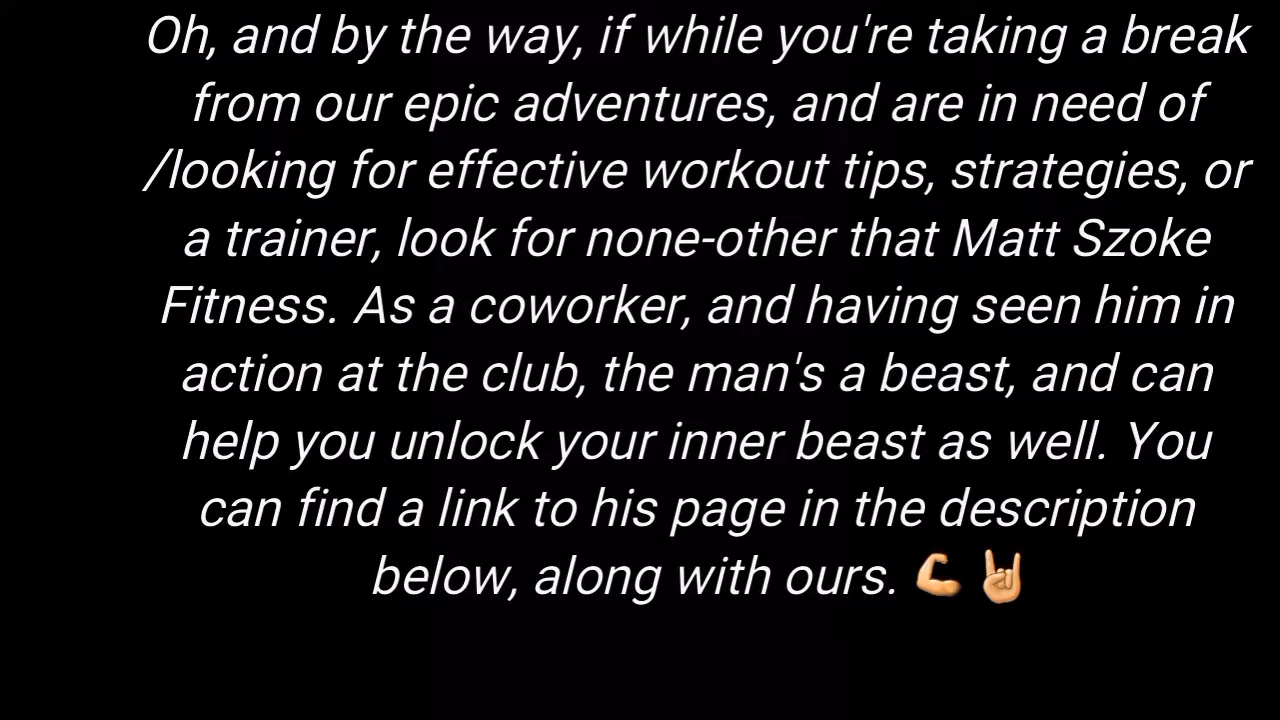 Oh, and by the way, if while you're taking a break
from our epic adventures, and are in need of
/looking for effective workout tips, strategies, or
a trainer, look for none-other that Matt Szoke
Fitness. As a coworker, and having seen him in
action at the club, the man's a beast, and can
help you unlock your inner beast as well. You
can find a link to his page in the description
below, along with ours. 💪🤘